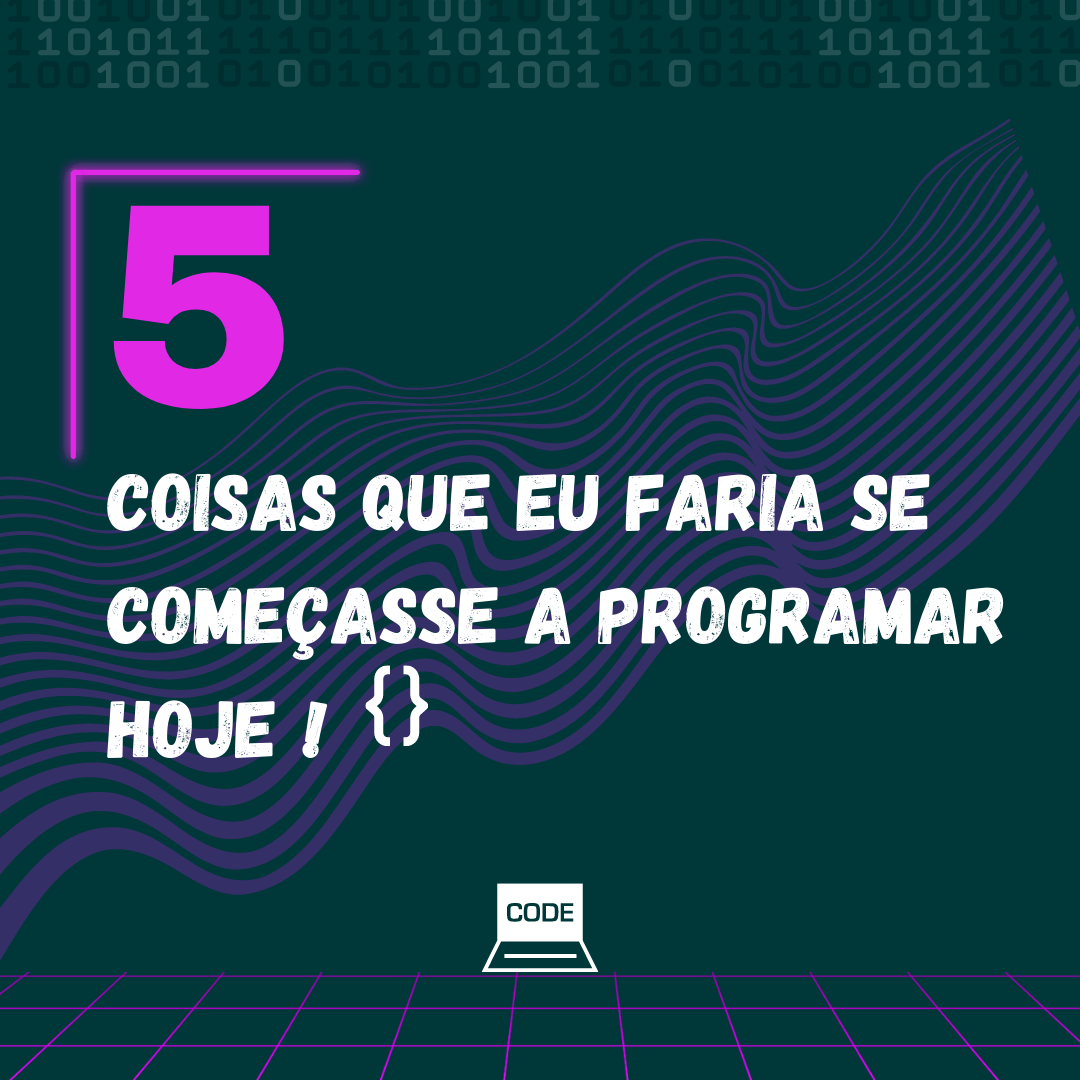 5
COISAS QUE EU FARIA SE
COMEÇASSE A PROGRAMAR
HOJE ! {}
CODE